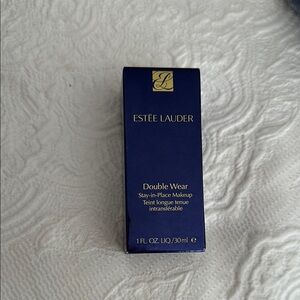 ESTĒE LAUDER
Double Wear
Stay-in-Place Makeup
Teint longue tenue
intransférable
1 FL. OZ. LIQ./30 ml e